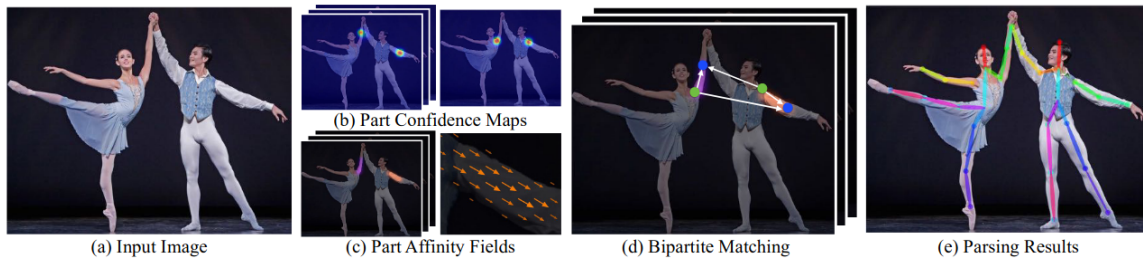 (a) Input Image
(b) Part Confidence Maps
(c) Part Affinity Fields
(d) Bipartite Matching
(e) Parsing Results